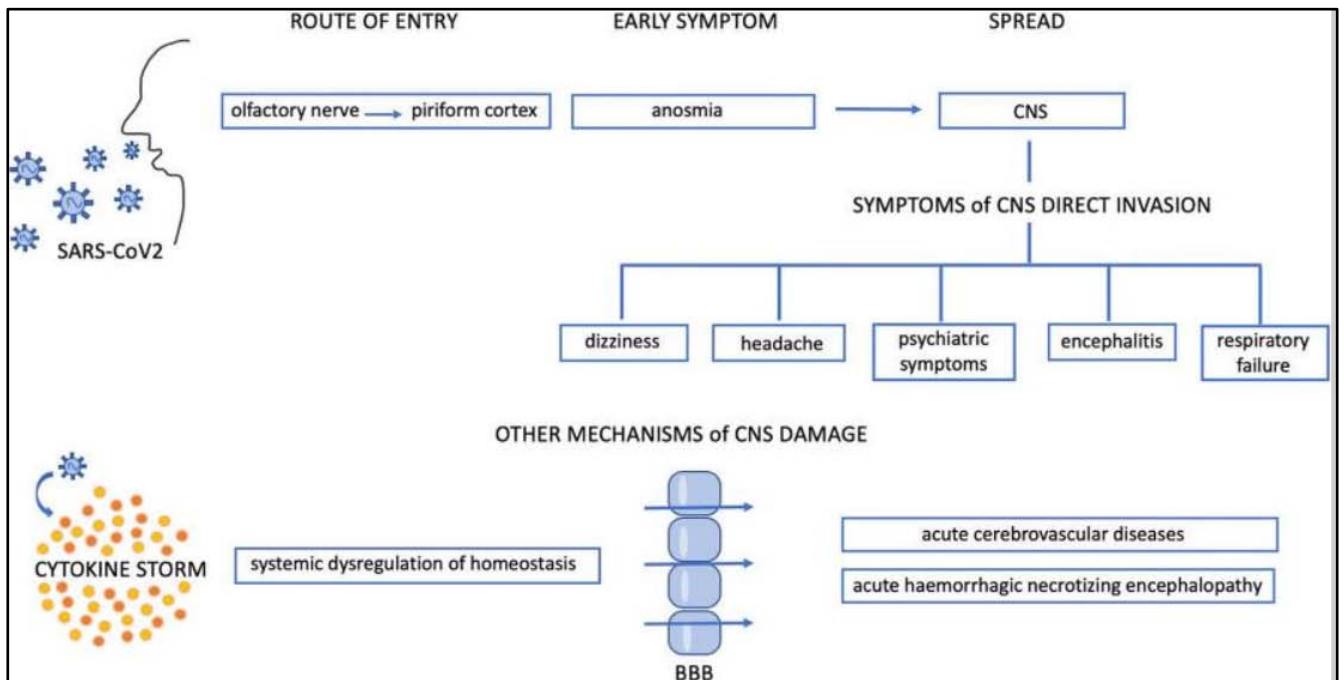 ROUTE OF ENTRY
EARLY SYMPTOM
SPREAD
olfactory nerve → piriform cortex
anosmia
CNS
SARS-CoV2
SYMPTOMS of CNS DIRECT INVASION
dizziness
headache
psychiatric
symptoms
encephalitis
respiratory
failure
OTHER MECHANISMS of CNS DAMAGE
CYTOKINE STORM
systemic dysregulation of homeostasis
BBB
acute cerebrovascular diseases
acute haemorrhagic necrotizing encephalopathy